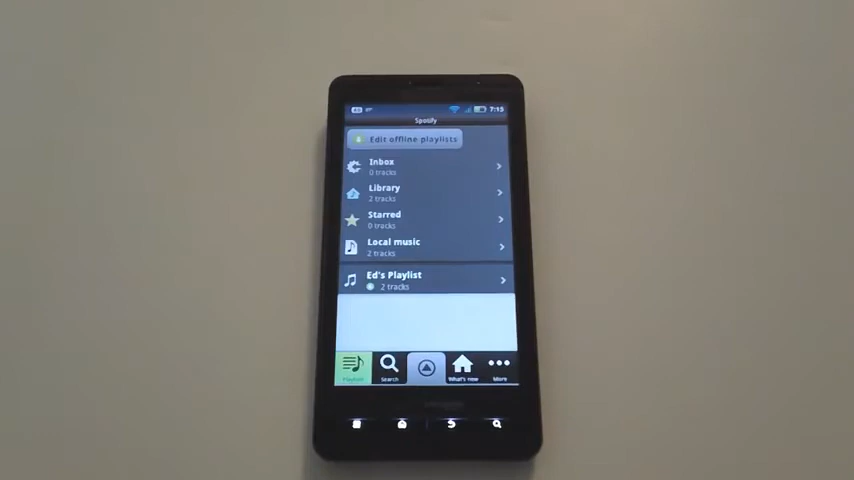 7:15
Spotify
Edit offline playlists
Inbox
0 tracks
Library
2 tracks
Starred
0 tracks
Local music
2 tracks
Ed's Playlist
2 tracks
Playlists Search What's new More